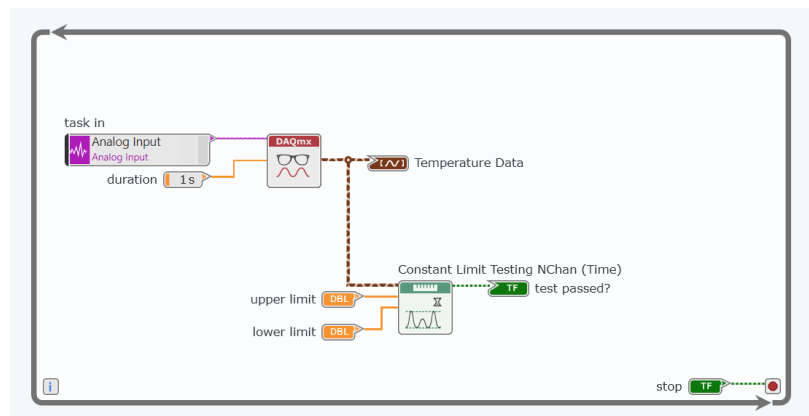 task in
Analog Input
Analog Input
DAQmx
duration
1 s
Temperature Data
Constant Limit Testing NChan (Time)
upper limit
DBL
TF
test passed?
lower limit
DBL
i
stop
TF